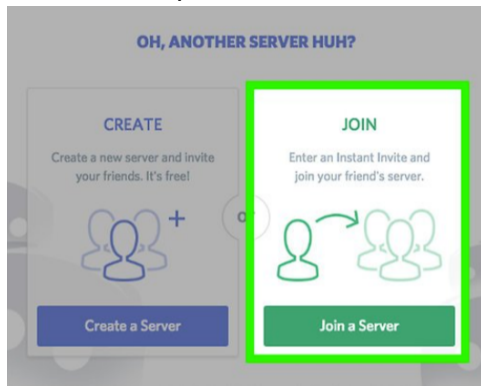 OH, ANOTHER SERVER HUH?
CREATE
Create a new server and invite
your friends. It's free!
Create a Server
or
JOIN
Enter an Instant Invite and
join your friend's server.
Join a Server